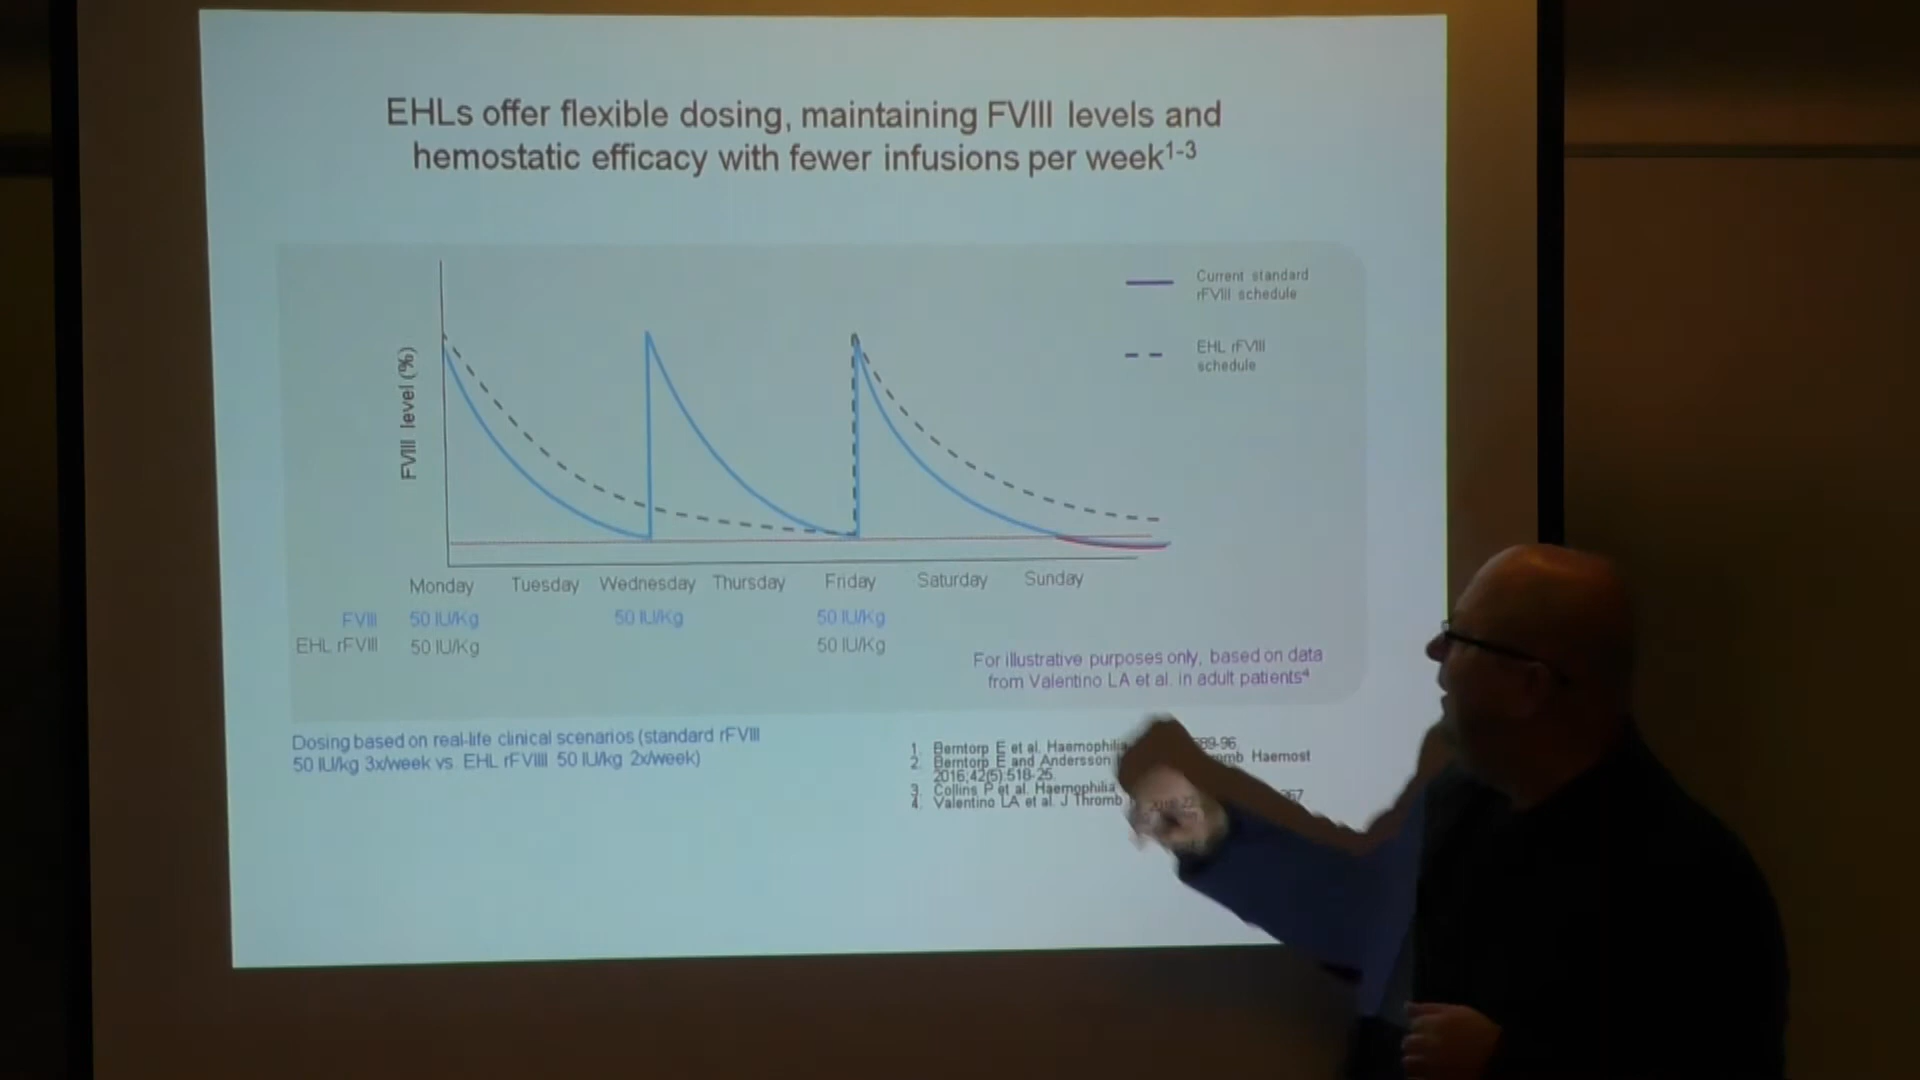 EHLs offer flexible dosing, maintaining FVIII levels and
hemostatic efficacy with fewer infusions per week1-3
Current standard
rFVIII schedule
EHL rFVIII
schedule
FVIII level (%)
Monday Tuesday Wednesday Thursday Friday Saturday Sunday
FVIII 50 IU/Kg 50 IU/Kg 50 IU/Kg
EHL rFVIII 50 IU/Kg 50 IU/Kg
For illustrative purposes only, based on data
from Valentino LA et al. in adult patients4
Dosing based on real-life clinical scenarios (standard rFVIII
50 IU/kg 3x/week vs. EHL rFVIIII 50 IU/kg 2x/week)
1. Berntorp E et al. Haemophilia 89-96
2. Berntorp E and Andersson Haemost
2016;42(5):518-25
3. Collins P et al. Haemophilia
4. Valentino LA et al. J Thromb